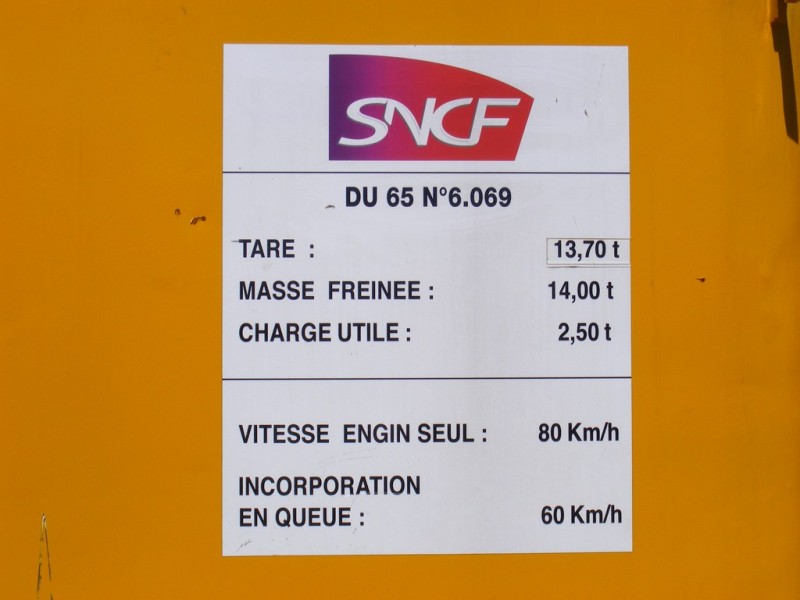 SNCF
DU 65 N°6.069
TARE : 13,70 t
MASSE FREINEE : 14,00 t
CHARGE UTILE : 2,50 t
VITESSE ENGIN SEUL : 80 Km/h
INCORPORATION
EN QUEUE : 60 Km/h